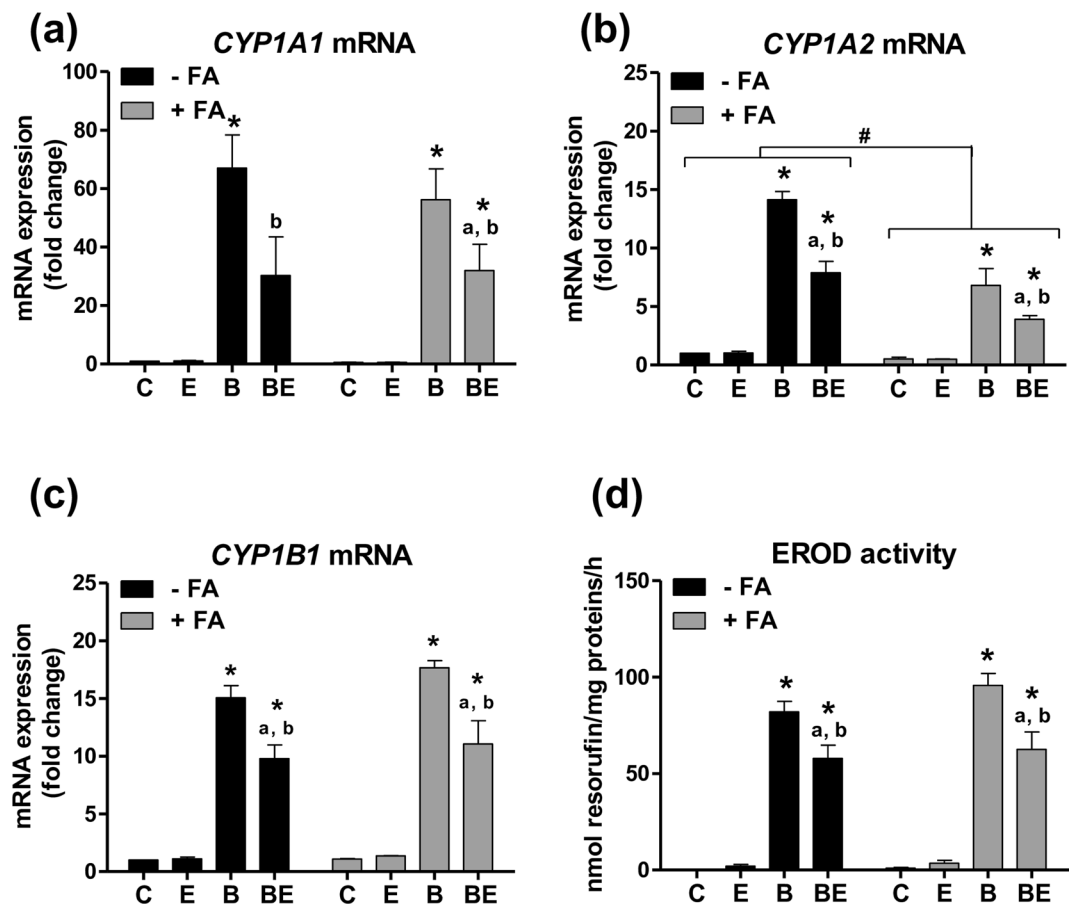 (a)
CYP1A1 mRNA
mRNA expression
(fold change)
100
80
60
40
20
0
- FA
+ FA
*
b
*
*
a, b
C E B BE C E B BE
(b)
CYP1A2 mRNA
mRNA expression
(fold change)
25
20
15
10
5
0
- FA
+ FA
#
*
*
a, b
*
*
a, b
C E B BE C E B BE
(c)
CYP1B1 mRNA
mRNA expression
(fold change)
25
20
15
10
5
0
- FA
+ FA
*
*
a, b
*
*
a, b
C E B BE C E B BE
(d)
EROD activity
nmol resorufin/mg proteins/h
150
100
50
0
- FA
+ FA
*
*
a, b
*
*
a, b
C E B BE C E B BE